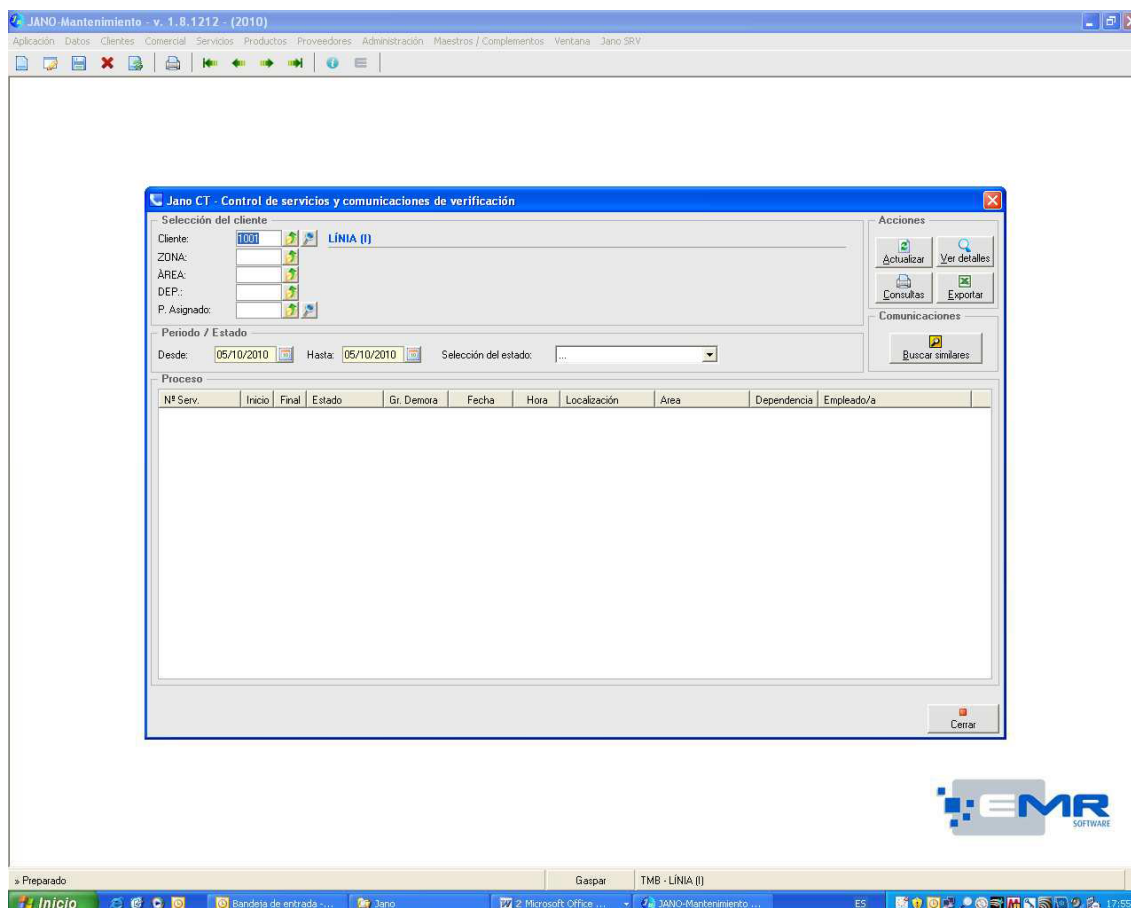 JANO-Mantenimiento - v. 1.8.1212 - (2010)
Aplicación Datos Clientes Comercial Servicios Productos Proveedores Administración Maestros / Complementos Ventana Jano SRV
Jano CT - Control de servicios y comunicaciones de verificación
Selección del cliente
Cliente: 1001 LÍNIA (I)
ZONA:
ÀREA:
DEP.:
P. Asignado:
Acciones
Actualizar Ver detalles
Consultas Exportar
Comunicaciones
Buscar similares
Periodo / Estado
Desde: 05/10/2010 Hasta: 05/10/2010 Selección del estado: ...
Proceso
Nº Serv. Inicio Final Estado Gr. Demora Fecha Hora Localización Area Dependencia Empleado/a
Cerrar
EMR
SOFTWARE
» Preparado Gaspar TMB - LÍNIA (I)
Inicio Bandeja de entrada -... Jano 2 Microsoft Office ... JANO-Mantenimiento ... ES 17:55